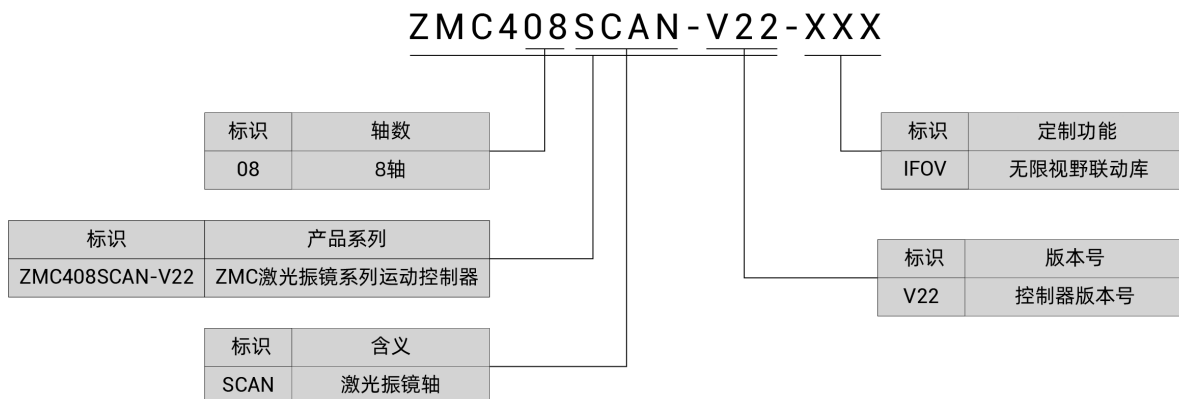 ZMC408SCAN-V22-XXX
标识 轴数
08 8轴
标识 定制功能
IFOV 无限视野联动库
标识 产品系列
ZMC408SCAN-V22 ZMC激光振镜系列运动控制器
标识 版本号
V22 控制器版本号
标识 含义
SCAN 激光振镜轴